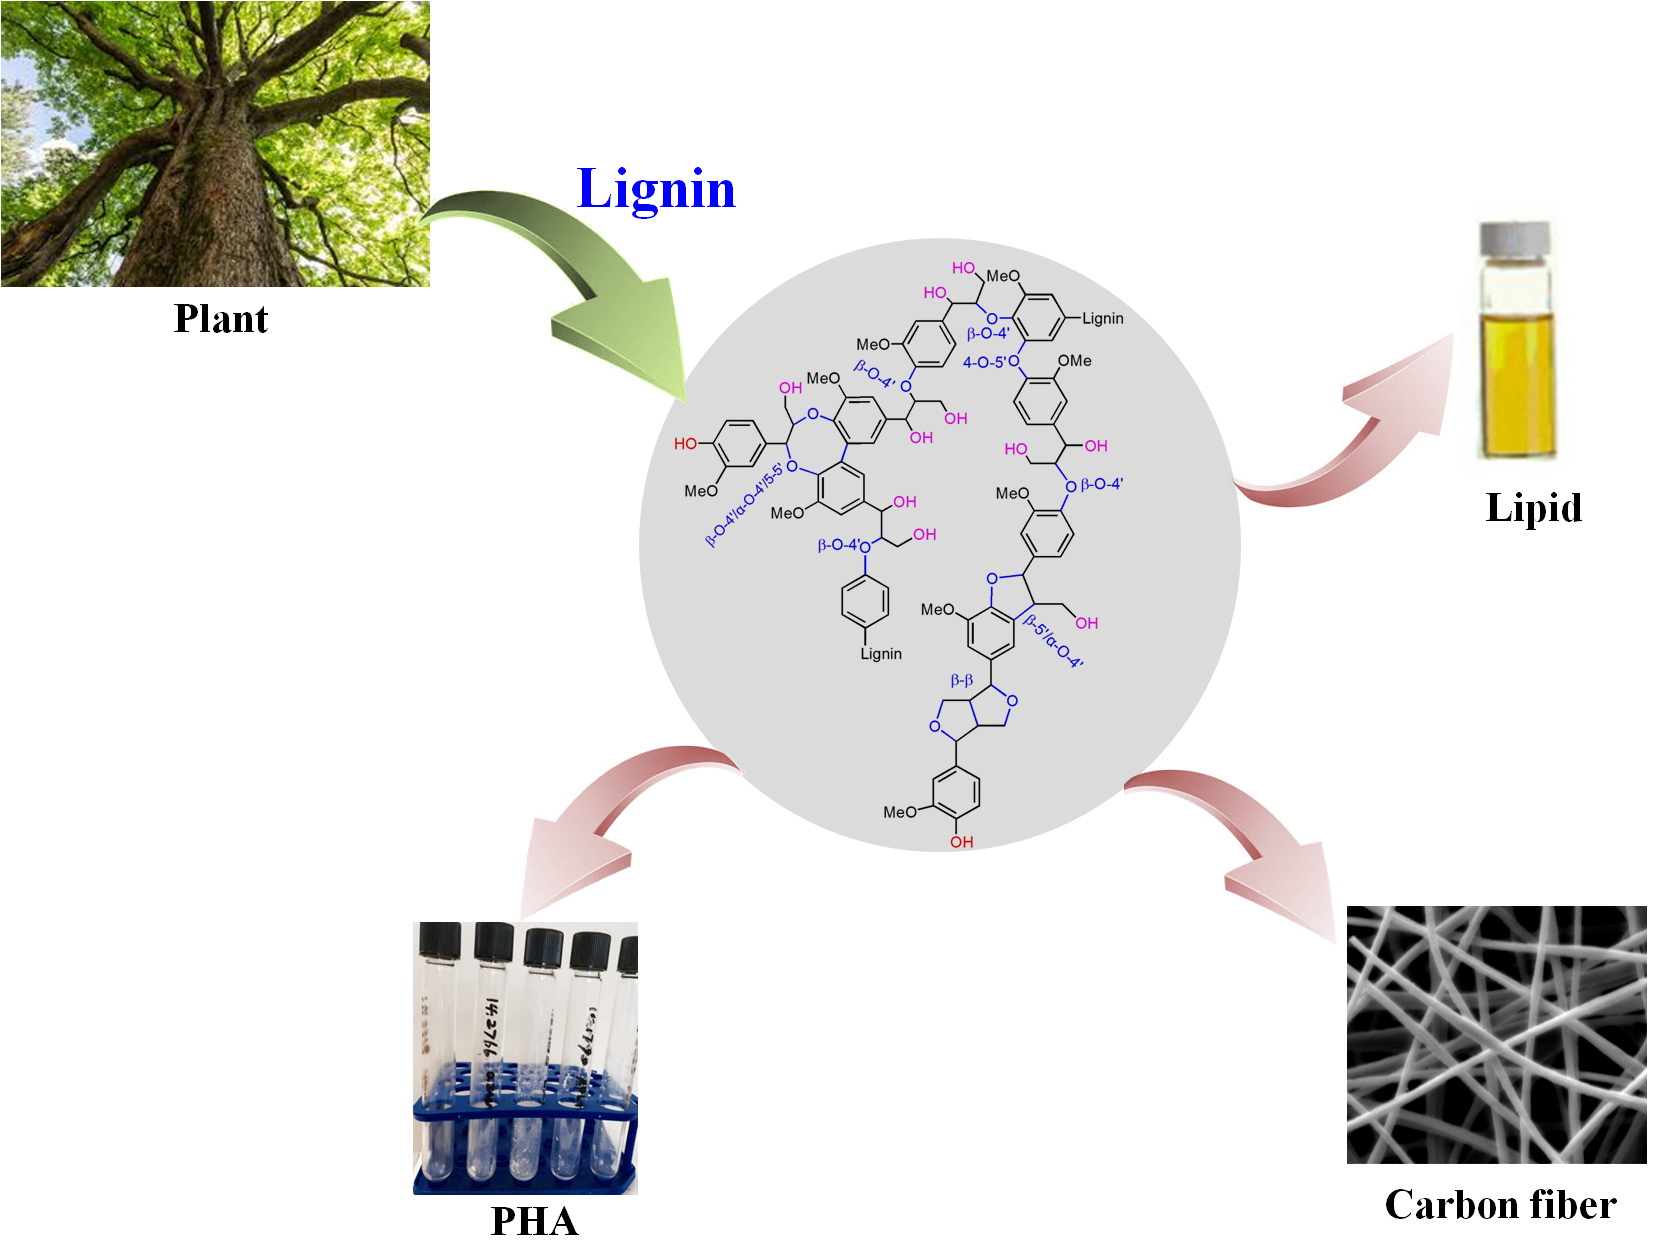 Lignin
Plant
HO
MeO
HO
β-O-4'
Lignin
MeO
β-O-4'
4-O-5'
O
OMe
MeO
OH
O
OH
OH
HO
OH
HO
O
MeO
β-O-4'/α-O-4'/5-5'
MeO
OH
OH
β-O-4'
O
MeO
O
β-O-4'
Lignin
O
MeO
OH
β-5'/α-O-4'
β-β
O
O
MeO
OH
Lipid
14.2766
PHA
Carbon fiber